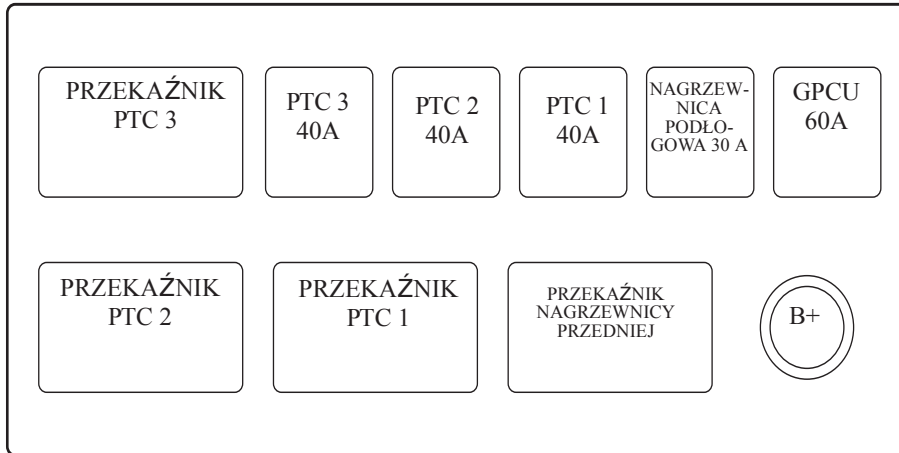 PRZEKAŹNIK
PTC 3
PTC 3
40A
PTC 2
40A
PTC 1
40A
NAGRZEW-
NICA
PODŁO-
GOWA 30 A
GPCU
60A
PRZEKAŹNIK
PTC 2
PRZEKAŹNIK
PTC 1
PRZEKAŹNIK
NAGRZEWNICY
PRZEDNIEJ
B+